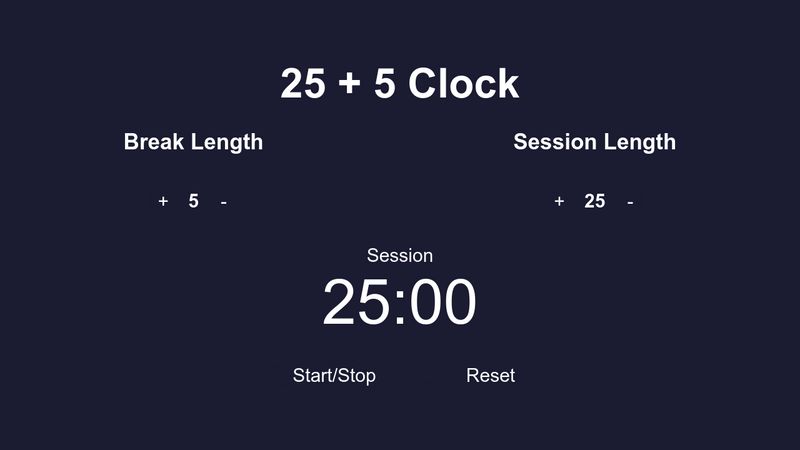 25 + 5 Clock
Break Length
Session Length
+ 5 -
+ 25 -
Session
25:00
Start/Stop
Reset